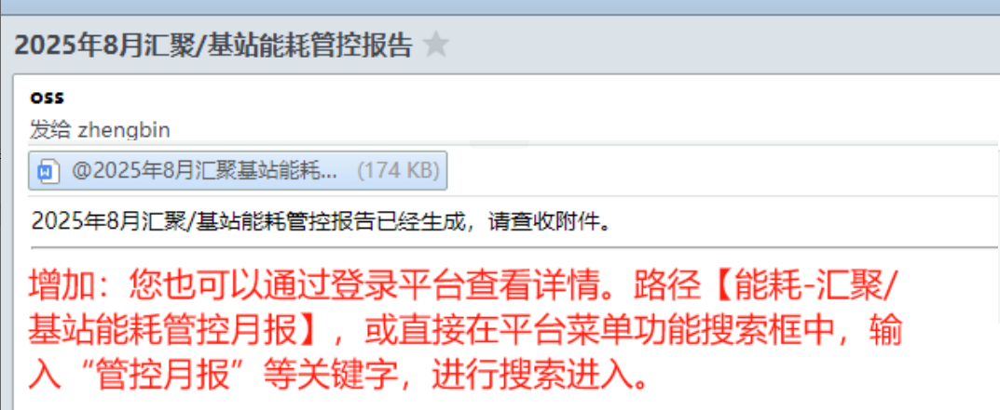 2025年8月汇聚/基站能耗管控报告
oss
发给 zhengbin
@2025年8月汇聚基站能耗... (174 KB)
2025年8月汇聚/基站能耗管控报告已经生成，请查收附件。
增加：您也可以通过登录平台查看详情。路径【能耗-汇聚/
基站能耗管控月报】，或直接在平台菜单功能搜索框中，输
入“管控月报”等关键字，进行搜索进入。